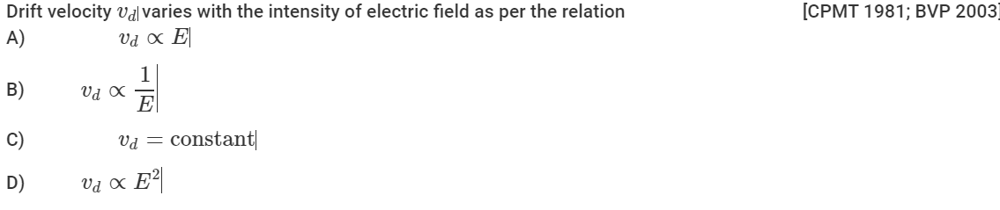 Drift velocity $v_d|$ varies with the intensity of electric field as per the relation [CPMT 1981; BVP 2003]
A) $v_d \propto E|$
B) $v_d \propto \frac{1}{E}|$
C) $v_d = \text{constant}|$
D) $v_d \propto E^2|$